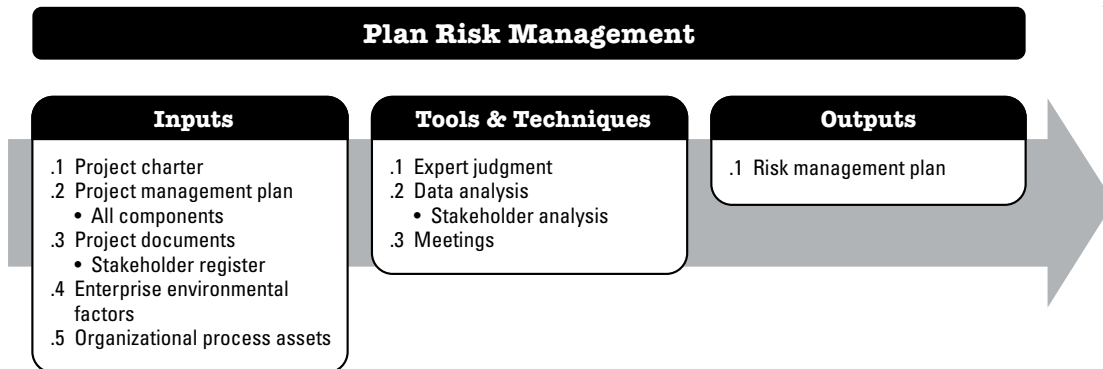 Plan Risk Management
Inputs
.1 Project charter
.2 Project management plan
• All components
.3 Project documents
• Stakeholder register
.4 Enterprise environmental
factors
.5 Organizational process assets
Tools & Techniques
.1 Expert judgment
.2 Data analysis
• Stakeholder analysis
.3 Meetings
Outputs
.1 Risk management plan